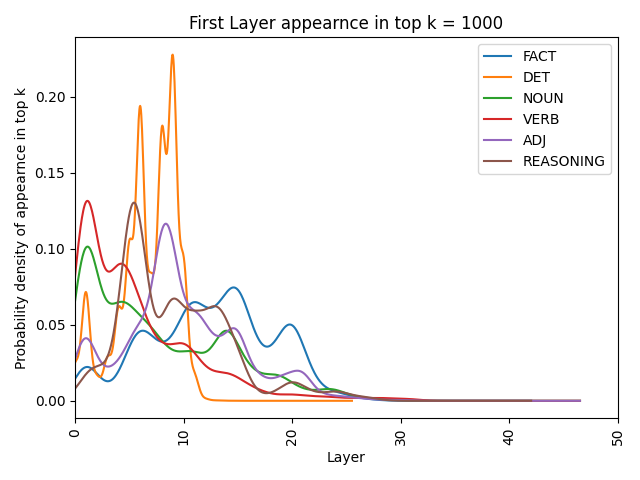 First Layer appearnce in top k = 1000
Probability density of appearnce in top k
0.20
0.15
0.10
0.05
0.00
0
10
20
30
40
50
Layer
FACT
DET
NOUN
VERB
ADJ
REASONING